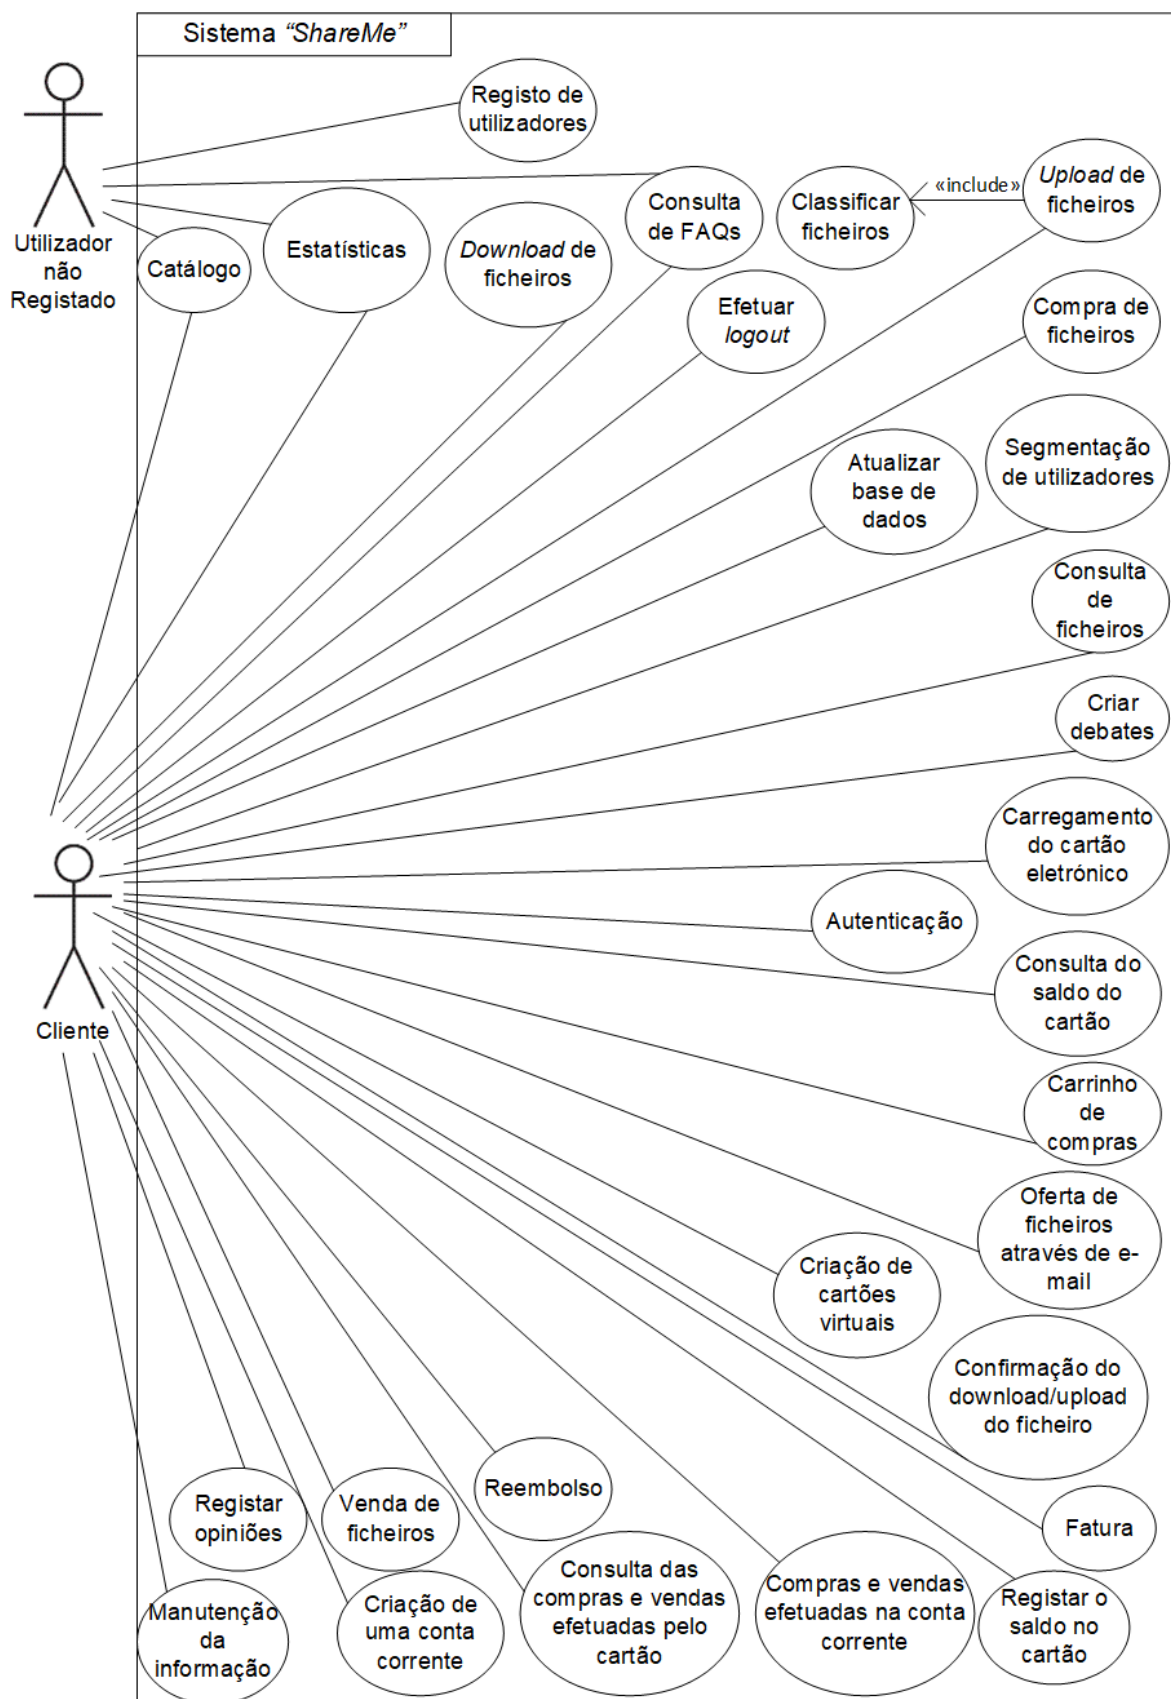 Sistema “ShareMe”
Registo de
utilizadores
Utilizador
não
Registado
Catálogo
Estatísticas
Download de
ficheiros
Consulta
de FAQs
Classificar
ficheiros
«include»
Upload de
ficheiros
Efetuar
logout
Compra de
ficheiros
Atualizar
base de
dados
Segmentação
de utilizadores
Consulta
de
ficheiros
Criar
debates
Carregamento
do cartão
eletrónico
Autenticação
Consulta do
saldo do
cartão
Cliente
Carrinho
de
compras
Oferta de
ficheiros
através de e-
mail
Criação de
cartões
virtuais
Confirmação do
download/upload
do ficheiro
Reembolso
Registar
opiniões
Venda de
ficheiros
Fatura
Manutenção
da
informação
Criação de
uma conta
corrente
Consulta das
compras e vendas
efetuadas pelo
cartão
Compras e vendas
efetuadas na conta
corrente
Registar o
saldo no
cartão